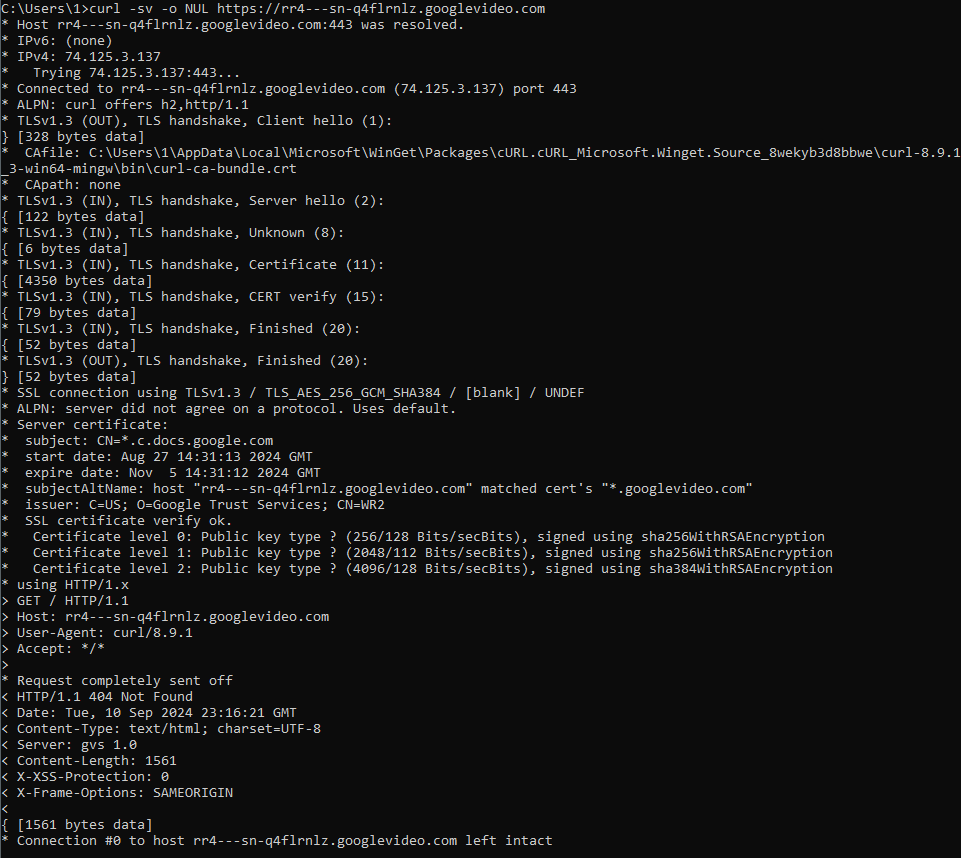 C:\Users\1>curl -sv -o NUL https://rr4---sn-q4flrnlz.googlevideo.com
* Host rr4---sn-q4flrnlz.googlevideo.com:443 was resolved.
* IPv6: (none)
* IPv4: 74.125.3.137
*   Trying 74.125.3.137:443...
* Connected to rr4---sn-q4flrnlz.googlevideo.com (74.125.3.137) port 443
* ALPN: curl offers h2,http/1.1
* TLSv1.3 (OUT), TLS handshake, Client hello (1):
} [328 bytes data]
*  CAfile: C:\Users\1\AppData\Local\Microsoft\WinGet\Packages\cURL.cURL_Microsoft.Winget.Source_8wekyb3d8bbwe\curl-8.9.1
_3-win64-mingw\bin\curl-ca-bundle.crt
*  CApath: none
* TLSv1.3 (IN), TLS handshake, Server hello (2):
{ [122 bytes data]
* TLSv1.3 (IN), TLS handshake, Unknown (8):
{ [6 bytes data]
* TLSv1.3 (IN), TLS handshake, Certificate (11):
{ [4350 bytes data]
* TLSv1.3 (IN), TLS handshake, CERT verify (15):
{ [79 bytes data]
* TLSv1.3 (IN), TLS handshake, Finished (20):
{ [52 bytes data]
* TLSv1.3 (OUT), TLS handshake, Finished (20):
} [52 bytes data]
* SSL connection using TLSv1.3 / TLS_AES_256_GCM_SHA384 / [blank] / UNDEF
* ALPN: server did not agree on a protocol. Uses default.
* Server certificate:
*  subject: CN=*.c.docs.google.com
*  start date: Aug 27 14:31:13 2024 GMT
*  expire date: Nov  5 14:31:12 2024 GMT
*  subjectAltName: host "rr4---sn-q4flrnlz.googlevideo.com" matched cert's "*.googlevideo.com"
*  issuer: C=US; O=Google Trust Services; CN=WR2
*  SSL certificate verify ok.
*   Certificate level 0: Public key type ? (256/128 Bits/secBits), signed using sha256WithRSAEncryption
*   Certificate level 1: Public key type ? (2048/112 Bits/secBits), signed using sha256WithRSAEncryption
*   Certificate level 2: Public key type ? (4096/128 Bits/secBits), signed using sha384WithRSAEncryption
* using HTTP/1.x
> GET / HTTP/1.1
> Host: rr4---sn-q4flrnlz.googlevideo.com
> User-Agent: curl/8.9.1
> Accept: */*
>
* Request completely sent off
< HTTP/1.1 404 Not Found
< Date: Tue, 10 Sep 2024 23:16:21 GMT
< Content-Type: text/html; charset=UTF-8
< Server: gvs 1.0
< Content-Length: 1561
< X-XSS-Protection: 0
< X-Frame-Options: SAMEORIGIN
<
{ [1561 bytes data]
* Connection #0 to host rr4---sn-q4flrnlz.googlevideo.com left intact